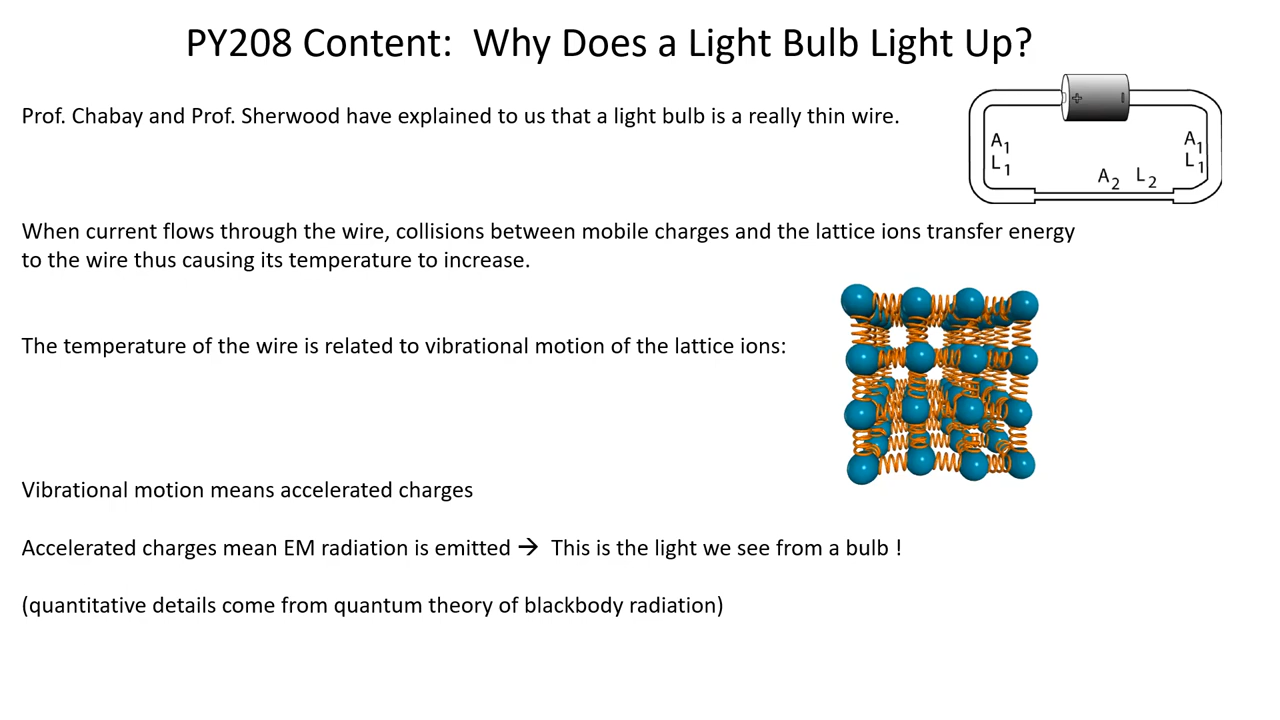 PY208 Content:  Why Does a Light Bulb Light Up?
Prof. Chabay and Prof. Sherwood have explained to us that a light bulb is a really thin wire.
+ -
A1 A1
L1 L1
A2 L2
When current flows through the wire, collisions between mobile charges and the lattice ions transfer energy
to the wire thus causing its temperature to increase.
The temperature of the wire is related to vibrational motion of the lattice ions:
Vibrational motion means accelerated charges
Accelerated charges mean EM radiation is emitted → This is the light we see from a bulb !
(quantitative details come from quantum theory of blackbody radiation)